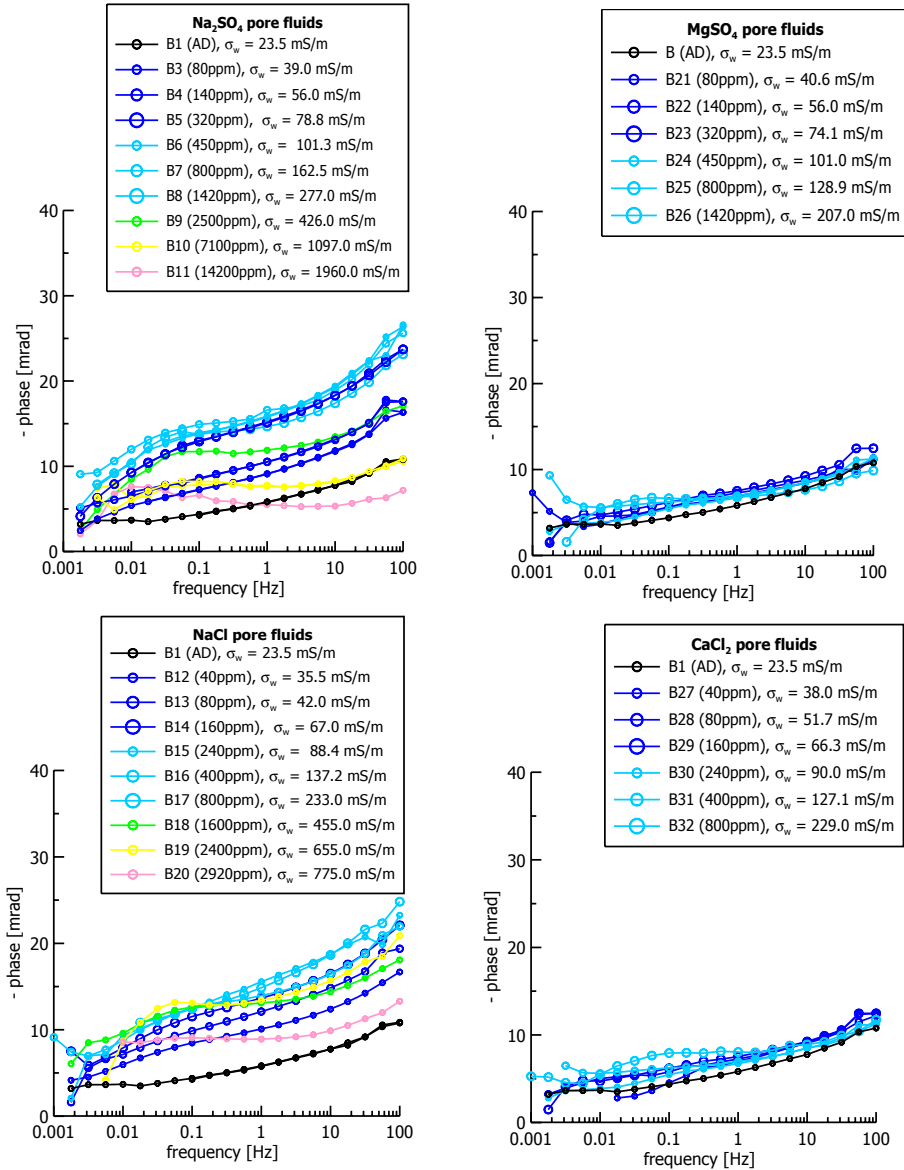 Na₂SO₄ pore fluids
B1 (AD), σw = 23.5 mS/m
B3 (80ppm), σw = 39.0 mS/m
B4 (140ppm), σw = 56.0 mS/m
B5 (320ppm), σw = 78.8 mS/m
B6 (450ppm), σw = 101.3 mS/m
B7 (800ppm), σw = 162.5 mS/m
B8 (1420ppm), σw = 277.0 mS/m
B9 (2500ppm), σw = 426.0 mS/m
B10 (7100ppm), σw = 1097.0 mS/m
B11 (14200ppm), σw = 1960.0 mS/m
40
30
20
10
0
- phase [mrad]
0.001 0.01 0.1 1 10 100
frequency [Hz]
MgSO₄ pore fluids
B (AD), σw = 23.5 mS/m
B21 (80ppm), σw = 40.6 mS/m
B22 (140ppm), σw = 56.0 mS/m
B23 (320ppm), σw = 74.1 mS/m
B24 (450ppm), σw = 101.0 mS/m
B25 (800ppm), σw = 128.9 mS/m
B26 (1420ppm), σw = 207.0 mS/m
40
30
20
10
0
- phase [mrad]
0.001 0.01 0.1 1 10 100
frequency [Hz]
NaCl pore fluids
B1 (AD), σw = 23.5 mS/m
B12 (40ppm), σw = 35.5 mS/m
B13 (80ppm), σw = 42.0 mS/m
B14 (160ppm), σw = 67.0 mS/m
B15 (240ppm), σw = 88.4 mS/m
B16 (400ppm), σw = 137.2 mS/m
B17 (800ppm), σw = 233.0 mS/m
B18 (1600ppm), σw = 455.0 mS/m
B19 (2400ppm), σw = 655.0 mS/m
B20 (2920ppm), σw = 775.0 mS/m
40
30
20
10
0
- phase [mrad]
0.001 0.01 0.1 1 10 100
frequency [Hz]
CaCl₂ pore fluids
B1 (AD), σw = 23.5 mS/m
B27 (40ppm), σw = 38.0 mS/m
B28 (80ppm), σw = 51.7 mS/m
B29 (160ppm), σw = 66.3 mS/m
B30 (240ppm), σw = 90.0 mS/m
B31 (400ppm), σw = 127.1 mS/m
B32 (800ppm), σw = 229.0 mS/m
40
30
20
10
0
- phase [mrad]
0.001 0.01 0.1 1 10 100
frequency [Hz]